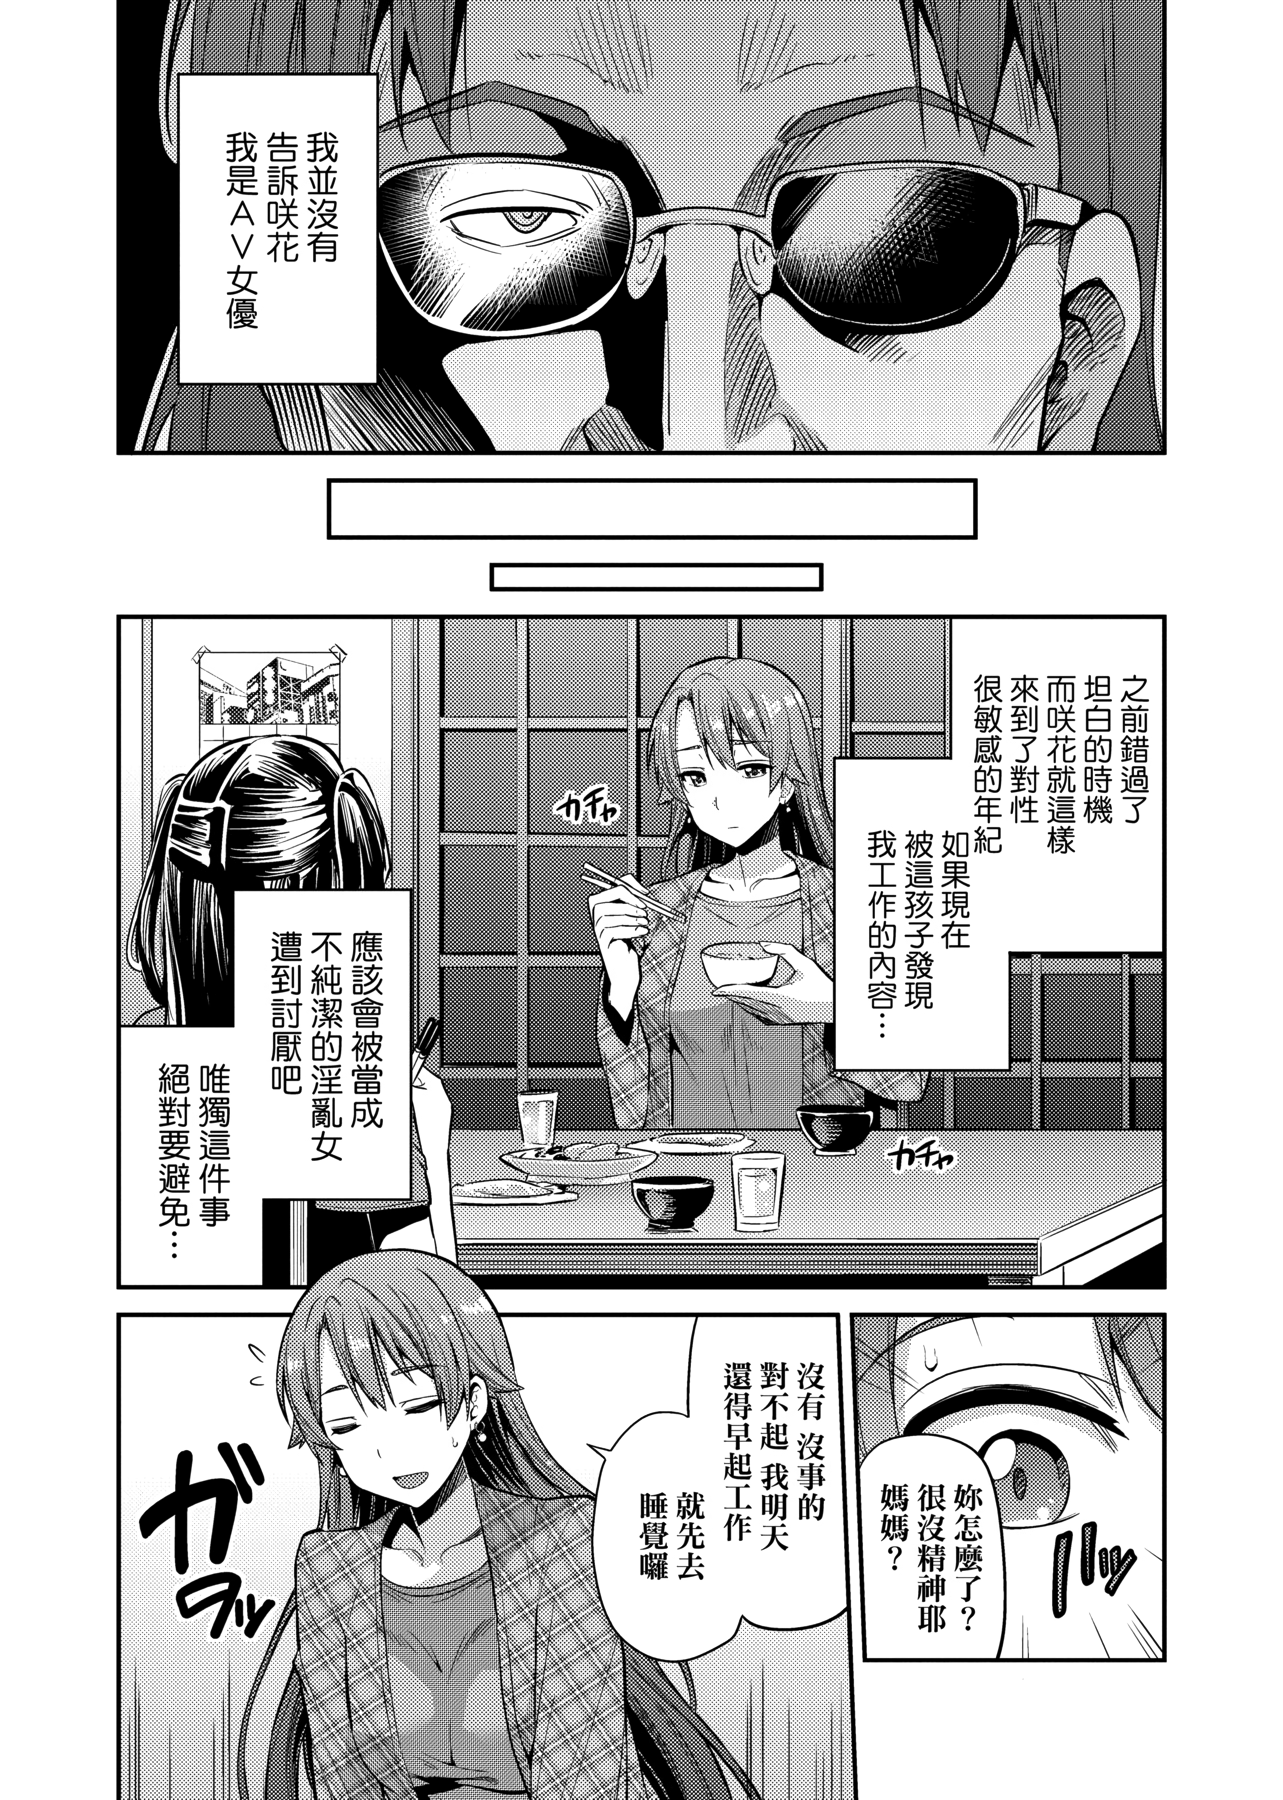 我並沒有
告訴咲花
我是AV女優
之前錯過了
坦白的時機
而咲花就這樣
來到了對性
很敏感的年紀
如果現在
被這孩子發現
我工作的內容…
カチャ
カチャ
應該會被當成
不純潔的淫亂女
遭到討厭吧
唯獨這件事
絕對要避免…
妳怎麼了？
很沒精神耶
媽媽？
沒有 沒事的
對不起 我明天
還得早起工作
就先去
睡覺囉
ガタッ